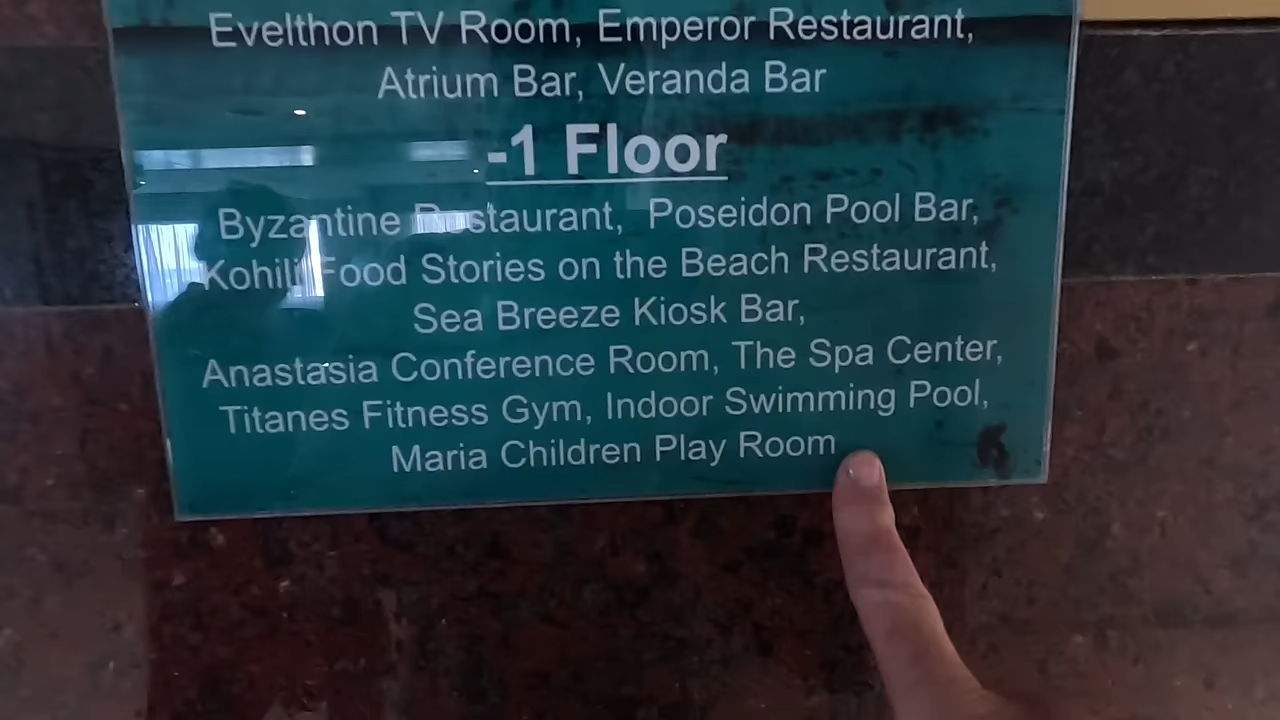 Evelthon TV Room, Emperor Restaurant,
Atrium Bar, Veranda Bar
-1 Floor
Byzantine Restaurant, Poseidon Pool Bar,
Kohili Food Stories on the Beach Restaurant,
Sea Breeze Kiosk Bar,
Anastasia Conference Room, The Spa Center,
Titanes Fitness Gym, Indoor Swimming Pool,
Maria Children Play Room